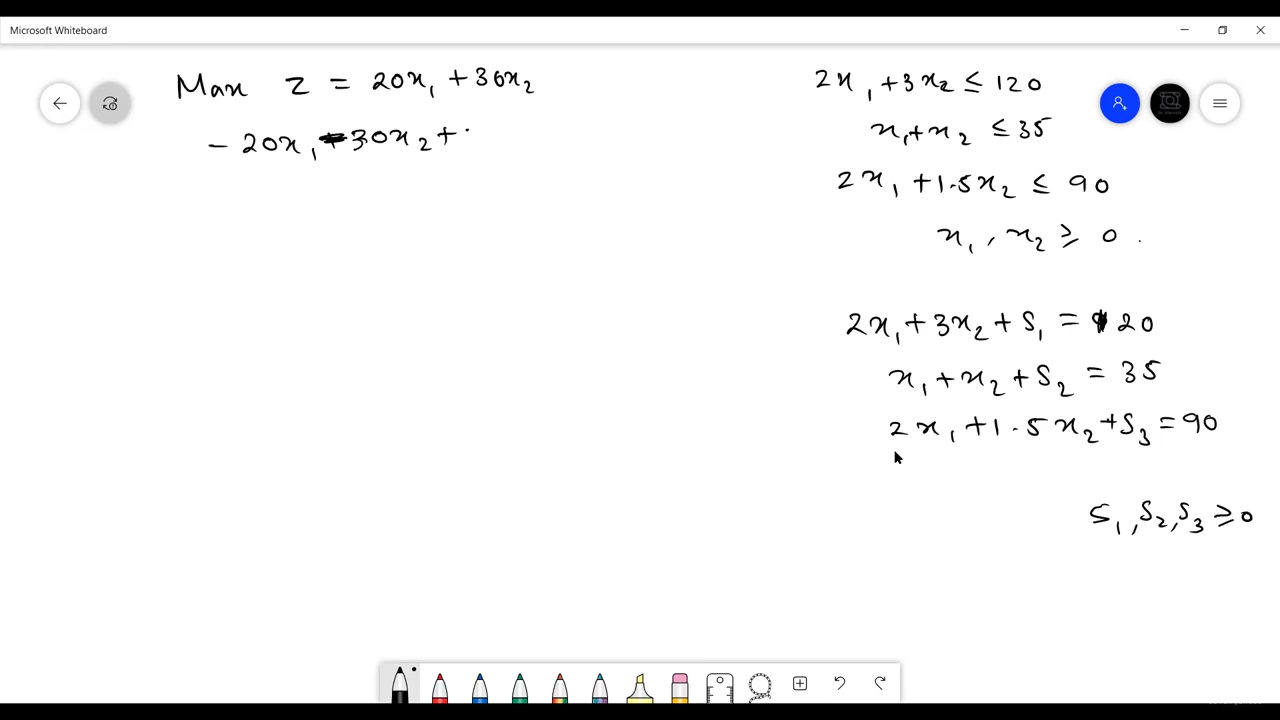 Microsoft Whiteboard
Max Z = 20x₁ + 30x₂
- 20x₁ - 30x₂ +
2x₁ + 3x₂ ≤ 120
x₁ + x₂ ≤ 35
2x₁ + 1.5x₂ ≤ 90
x₁, x₂ ≥ 0.
2x₁ + 3x₂ + S₁ = 120
x₁ + x₂ + S₂ = 35
2x₁ + 1.5x₂ + S₃ = 90
S₁, S₂, S₃ ≥ 0